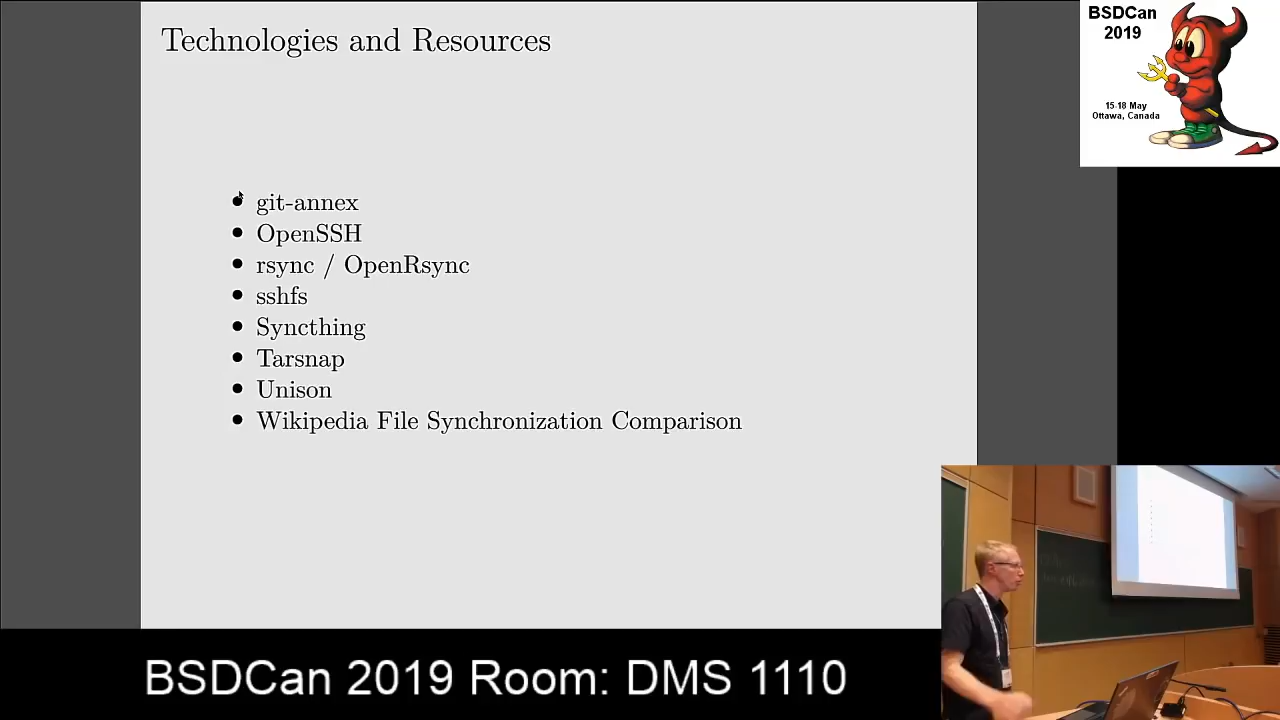 Technologies and Resources
git-annex
OpenSSH
rsync / OpenRsync
sshfs
Syncthing
Tarsnap
Unison
Wikipedia File Synchronization Comparison
BSDCan
2019
15-18 May
Ottawa, Canada
BSDCan 2019 Room: DMS 1110